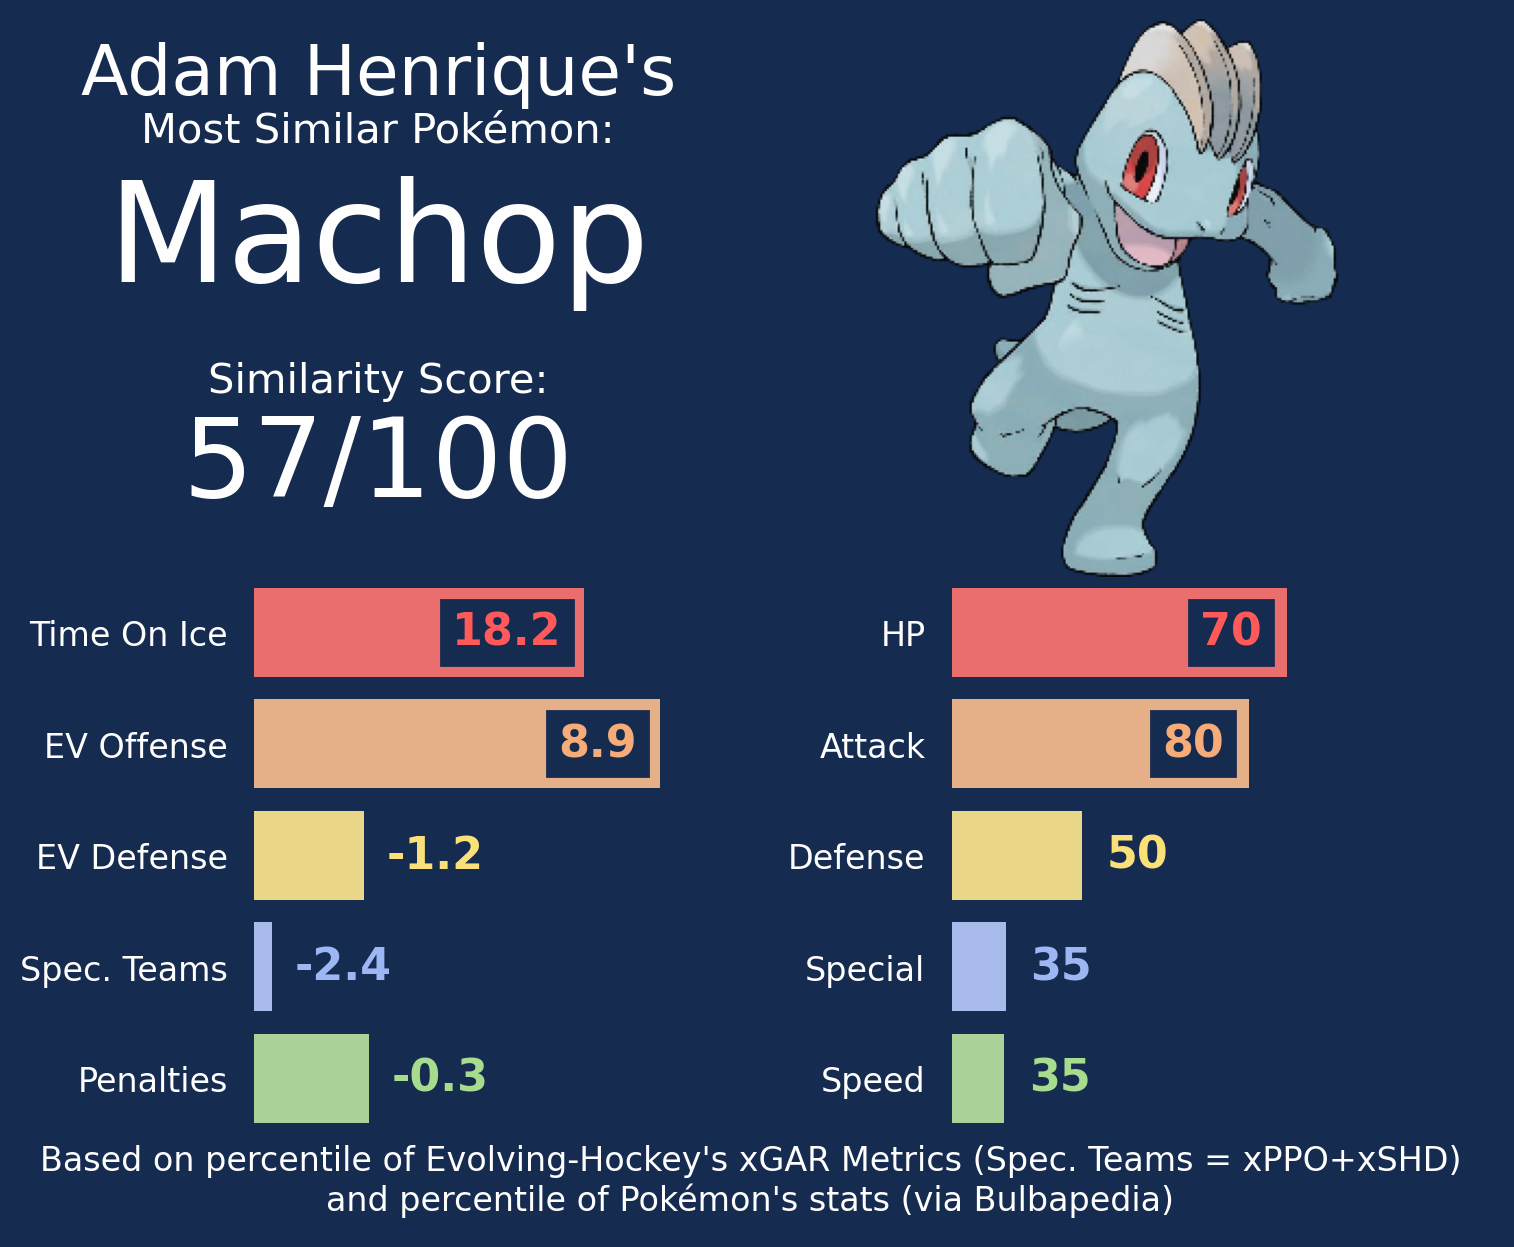 Adam Henrique's
Most Similar Pokémon:
Machop
Similarity Score:
57/100
Time On Ice 18.2
EV Offense 8.9
EV Defense -1.2
Spec. Teams -2.4
Penalties -0.3
HP 70
Attack 80
Defense 50
Special 35
Speed 35
Based on percentile of Evolving-Hockey's xGAR Metrics (Spec. Teams = xPPO+xSHD)
and percentile of Pokémon's stats (via Bulbapedia)